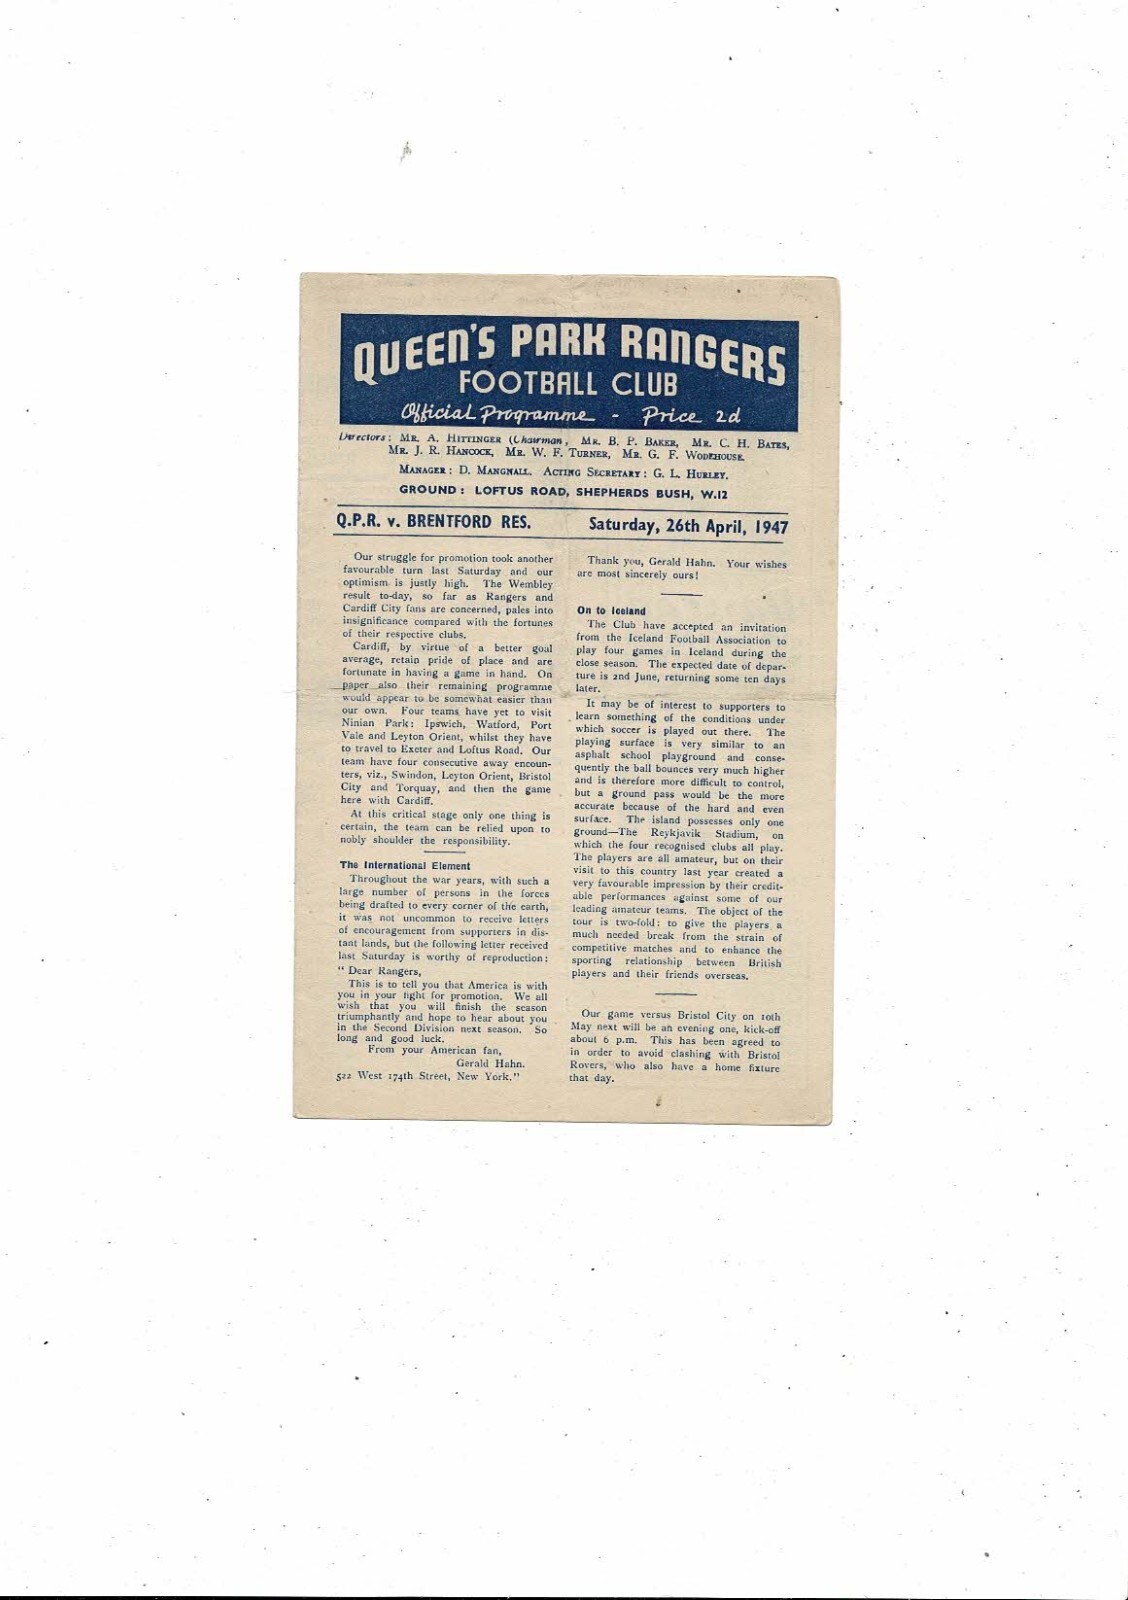 QUEEN'S PARK RANGERS
FOOTBALL CLUB
Official Programme - Price 2d
Directors: Mr. A. Hittinger (Chairman, Mr. B. P. Baker, Mr. C. H. Bates,
Mr. J. R. Hancock, Mr. W. F. Turner, Mr. G. F. Wodehouse.
Manager: D. Mangnall. Acting Secretary: G. L. Hurley.
GROUND: LOFTUS ROAD, SHEPHERDS BUSH, W.12
Q.P.R. v. BRENTFORD RES. Saturday, 26th April, 1947
Our struggle for promotion took another
favourable turn last Saturday and our
optimism is justly high. The Wembley
result to-day, so far as Rangers and
Cardiff City fans are concerned, pales into
insignificance compared with the fortunes
of their respective clubs.
Cardiff, by virtue of a better goal
average, retain pride of place and are
fortunate in having a game in hand. On
paper also their remaining programme
would appear to be somewhat easier than
our own. Four teams have yet to visit
Ninian Park: Ipswich, Watford, Port
Vale and Leyton Orient, whilst they have
to travel to Exeter and Loftus Road. Our
team have four consecutive away encoun-
ters, viz., Swindon, Leyton Orient, Bristol
City and Torquay, and then the game
here with Cardiff.
At this critical stage only one thing is
certain, the team can be relied upon to
nobly shoulder the responsibility.
The International Element
Throughout the war years, with such a
large number of persons in the forces
being drafted to every corner of the earth,
it was not uncommon to receive letters
of encouragement from supporters in dis-
tant lands, but the following letter received
last Saturday is worthy of reproduction:
" Dear Rangers,
This is to tell you that America is with
you in your fight for promotion. We all
wish that you will finish the season
triumphantly and hope to hear about you
in the Second Division next season. So
long and good luck.
From your American fan,
Gerald Hahn.
522 West 174th Street, New York."
Thank you, Gerald Hahn. Your wishes
are most sincerely ours!
On to Iceland
The Club have accepted an invitation
from the Iceland Football Association to
play four games in Iceland during the
close season. The expected date of depar-
ture is 2nd June, returning some ten days
later.
It may be of interest to supporters to
learn something of the conditions under
which soccer is played out there. The
playing surface is very similar to an
asphalt school playground and conse-
quently the ball bounces very much higher
and is therefore more difficult to control,
but a ground pass would be the more
accurate because of the hard and even
surface. The island possesses only one
ground—The Reykjavik Stadium, on
which the four recognised clubs all play.
The players are all amateur, but on their
visit to this country last year created a
very favourable impression by their credit-
able performances against some of our
leading amateur teams. The object of the
tour is two-fold: to give the players a
much needed break from the strain of
competitive matches and to enhance the
sporting relationship between British
players and their friends overseas.
Our game versus Bristol City on 10th
May next will be an evening one, kick-off
about 6 p.m. This has been agreed to
in order to avoid clashing with Bristol
Rovers, who also have a home fixture
that day.